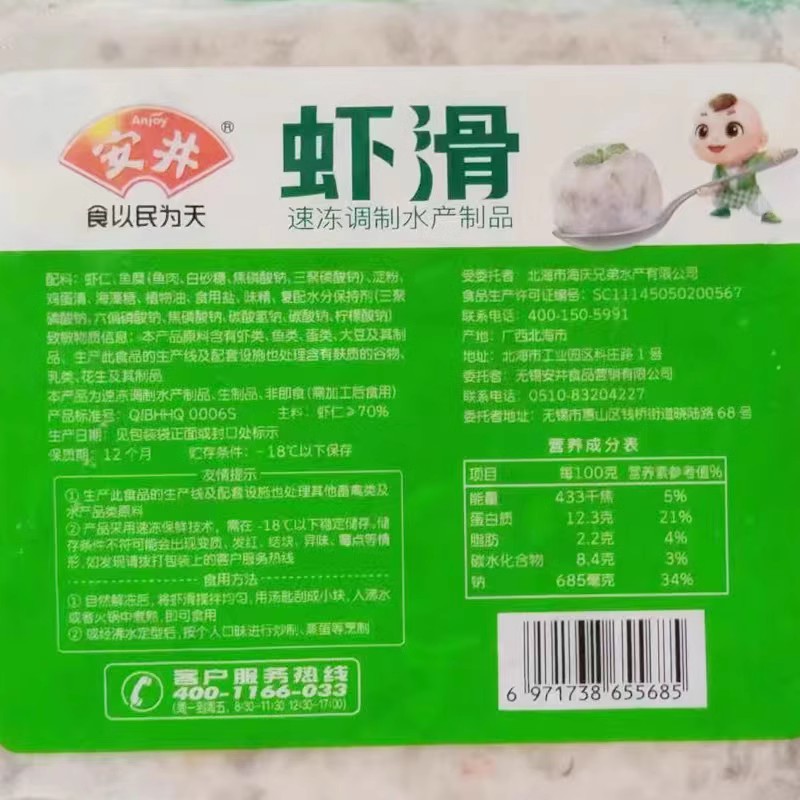 Anjoy
安井®
食以民为天
虾滑
速冻调制水产制品
配料：虾仁、鱼糜(鱼肉、白砂糖、焦磷酸钠、三聚磷酸钠)、淀粉、
鸡蛋清、海藻糖、植物油、食用盐、味精、复配水分保持剂(三聚
磷酸钠、六偏磷酸钠、焦磷酸钠、碳酸氢钠、碳酸钠、柠檬酸钠)
致敏物质信息：本产品原料含有虾类、鱼类、蛋类、大豆及其制
品，生产此食品的生产线及配套设施也处理含有麸质的谷物、
乳类、花生及其制品
本产品为速冻调制水产制品、生制品、非即食(需加工后食用)
产品标准号：Q/BHHQ 0006S 主料：虾仁≥70%
生产日期：见包装袋正面或封口处标示
保质期：12个月 贮存条件：-18℃以下保存
友情提示
①生产此食品的生产线及配套设施也处理其他畜禽类及
水产品类原料
②产品采用速冻保鲜技术，需在-18℃以下稳定储存，储
存条件不符可能会出现变质、发红、结块、异味、霉点等情
形，如发现请拨打包装上的客户服务热线
食用方法
①自然解冻后，将虾滑搅拌均匀，用汤匙刮成小块，入沸水
或者火锅中煮熟，即可食用
②或经沸水定型后，按个人口味进行炒制、蒸蛋等烹制
客户服务热线
400-1166-033
(周一到周五，8:30-11:30 12:30-17:00)
受委托者：北海市海庆兄弟水产有限公司
食品生产许可证编号：SC11145050200567
联系电话：400-150-5991
产地：广西北海市
地址：北海市工业园区科庄路1号
委托者：无锡安井食品营销有限公司
联系电话：0510-83204227
委托者地址：无锡市惠山区钱桥街道晓陆路68号
营养成分表
项目 每100克 营养素参考值%
能量 433千焦 5%
蛋白质 12.3克 21%
脂肪 2.2克 4%
碳水化合物 8.4克 3%
钠 685毫克 34%
6 971738 655685